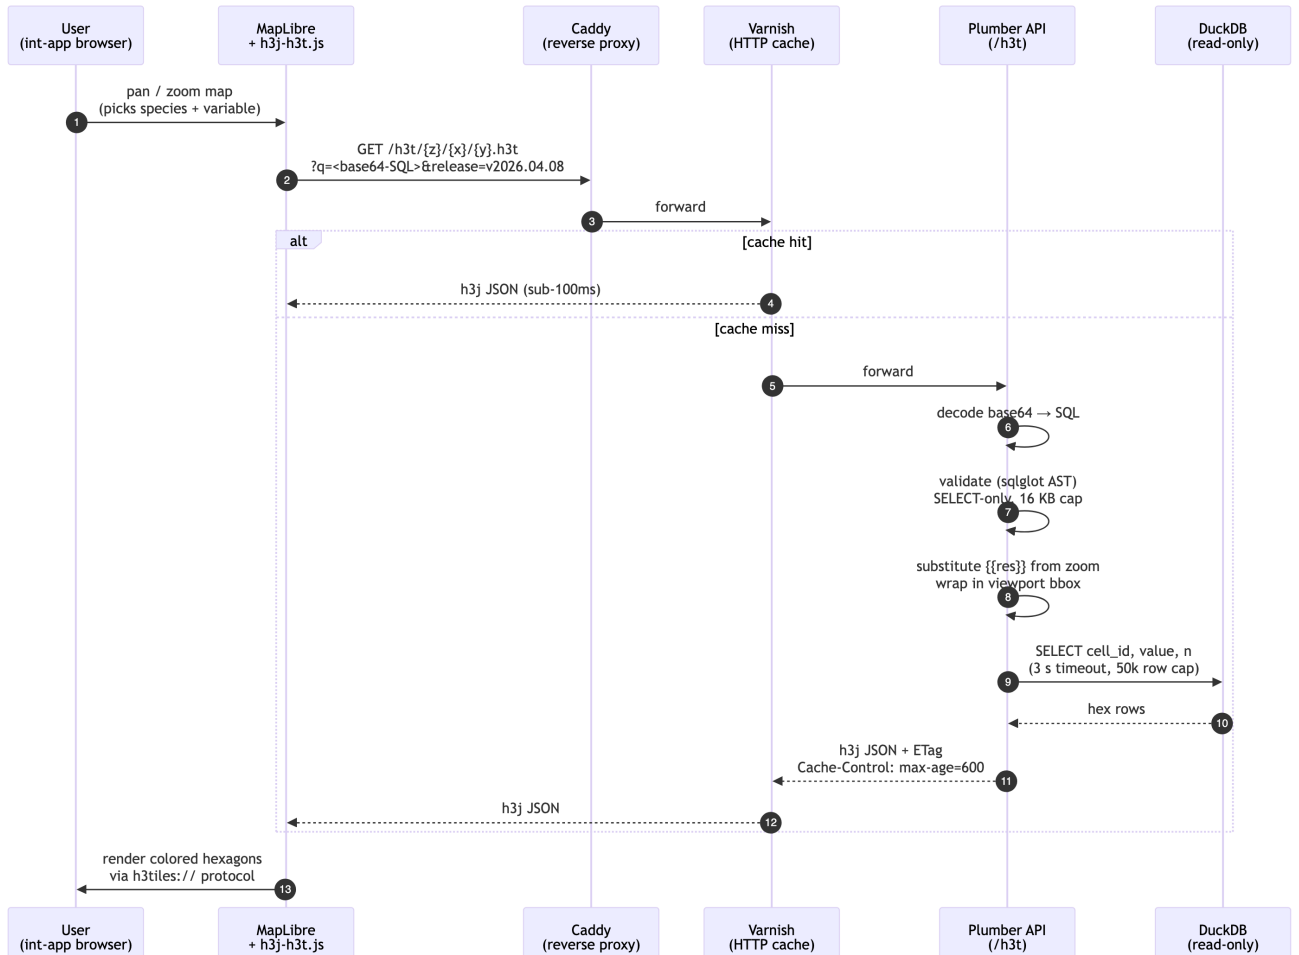 User
(int-app browser)
MapLibre
+ h3j-h3t.js
Caddy
(reverse proxy)
Varnish
(HTTP cache)
Plumber API
(/h3t)
DuckDB
(read-only)
pan / zoom map
(picks species + variable)
1
GET /h3t/{z}/{x}/{y}.h3t
?q=<base64-SQL>&release=v2026.04.08
2
forward
3
alt
[cache hit]
h3j JSON (sub-100ms)
4
[cache miss]
forward
5
decode base64 → SQL
6
validate (sqlglot AST)
SELECT-only, 16 KB cap
7
substitute {{res}} from zoom
wrap in viewport bbox
8
SELECT cell_id, value, n
(3 s timeout, 50k row cap)
9
hex rows
10
h3j JSON + ETag
Cache-Control: max-age=600
11
h3j JSON
12
render colored hexagons
via h3tiles:// protocol
13
User
(int-app browser)
MapLibre
+ h3j-h3t.js
Caddy
(reverse proxy)
Varnish
(HTTP cache)
Plumber API
(/h3t)
DuckDB
(read-only)